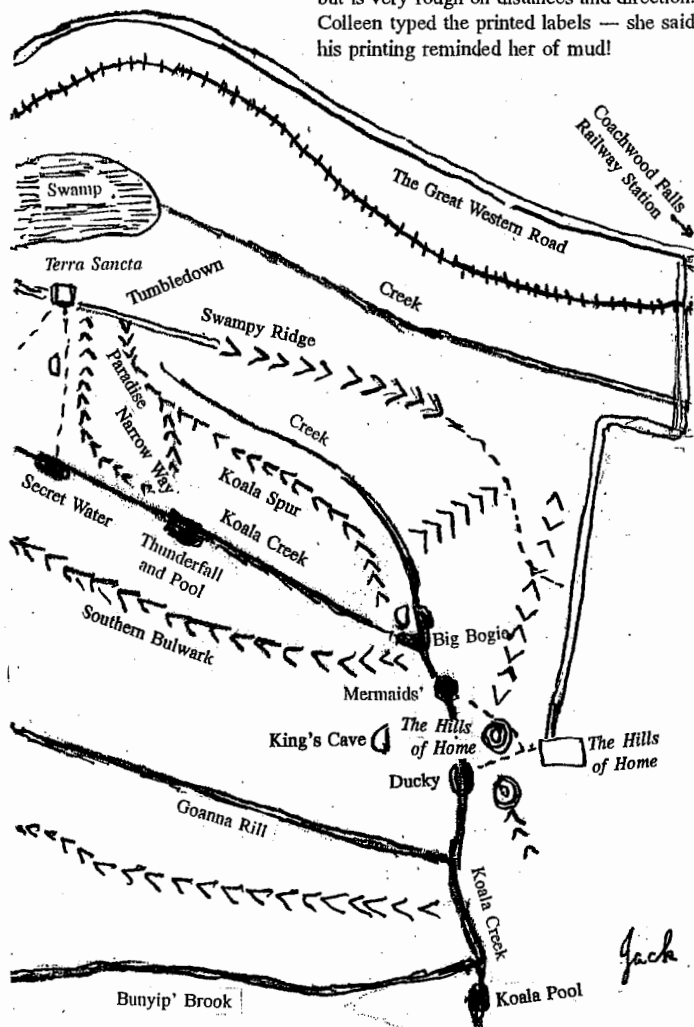 but is very rough on distances and direction.
Colleen typed the printed labels — she said
his printing reminded her of mud!
Coachwood Falls
Railway Station
The Great Western Road
Swamp
Terra Sancta
Tumbledown
Creek
Swampy Ridge
Paradise
Narrow Way
Creek
Koala Spur
Koala Creek
Secret Water
Thunderfall
and Pool
Southern Bulwark
Big Bogie
Mermaids'
King's Cave
The Hills
of Home
The Hills
of Home
Ducky
Goanna Rill
Koala Creek
Jack
Bunyip' Brook
Koala Pool